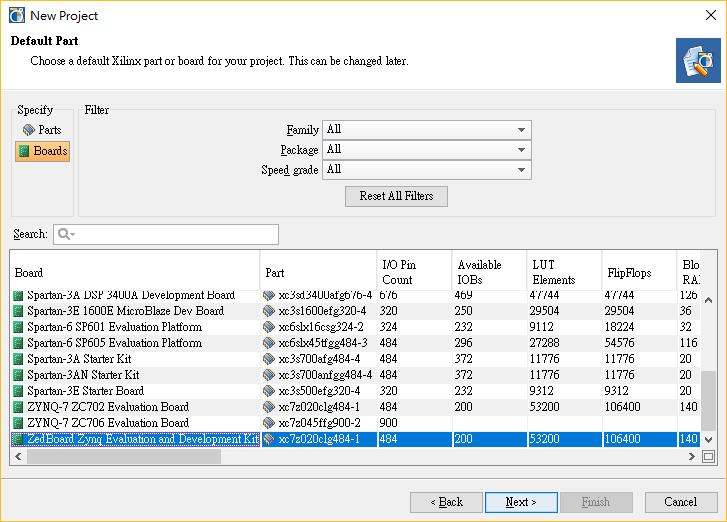 New Project
Default Part
Choose a default Xilinx part or board for your project. This can be changed later.
Specify
Filter
Parts
Boards
Family All
Package All
Speed grade All
Reset All Filters
Search:
Board Part I/O Pin Count Available IOBs LUT Elements FlipFlops Blo RA
Spartan-3A DSP 3400A Development Board xc3sd3400afg676-4 676 469 47744 47744 126
Spartan-3E 1600E MicroBlaze Dev Board xc3s1600efg320-4 320 250 29504 29504 36
Spartan-6 SP601 Evaluation Platform xc6slx16csg324-2 324 232 9112 18224 32
Spartan-6 SP605 Evaluation Platform xc6slx45tfgg484-3 484 296 27288 54576 116
Spartan-3A Starter Kit xc3s700afg484-4 484 372 11776 11776 20
Spartan-3AN Starter Kit xc3s700anfgg484-4 484 372 11776 11776 20
Spartan-3E Starter Board xc3s500efg320-4 320 232 9312 9312 20
ZYNQ-7 ZC702 Evaluation Board xc7z020clg484-1 484 200 53200 106400 140
ZYNQ-7 ZC706 Evaluation Board xc7z045ffg900-2 900
ZedBoard Zynq Evaluation and Development Kit xc7z020clg484-1 484 200 53200 106400 140
< Back
Next >
Finish
Cancel